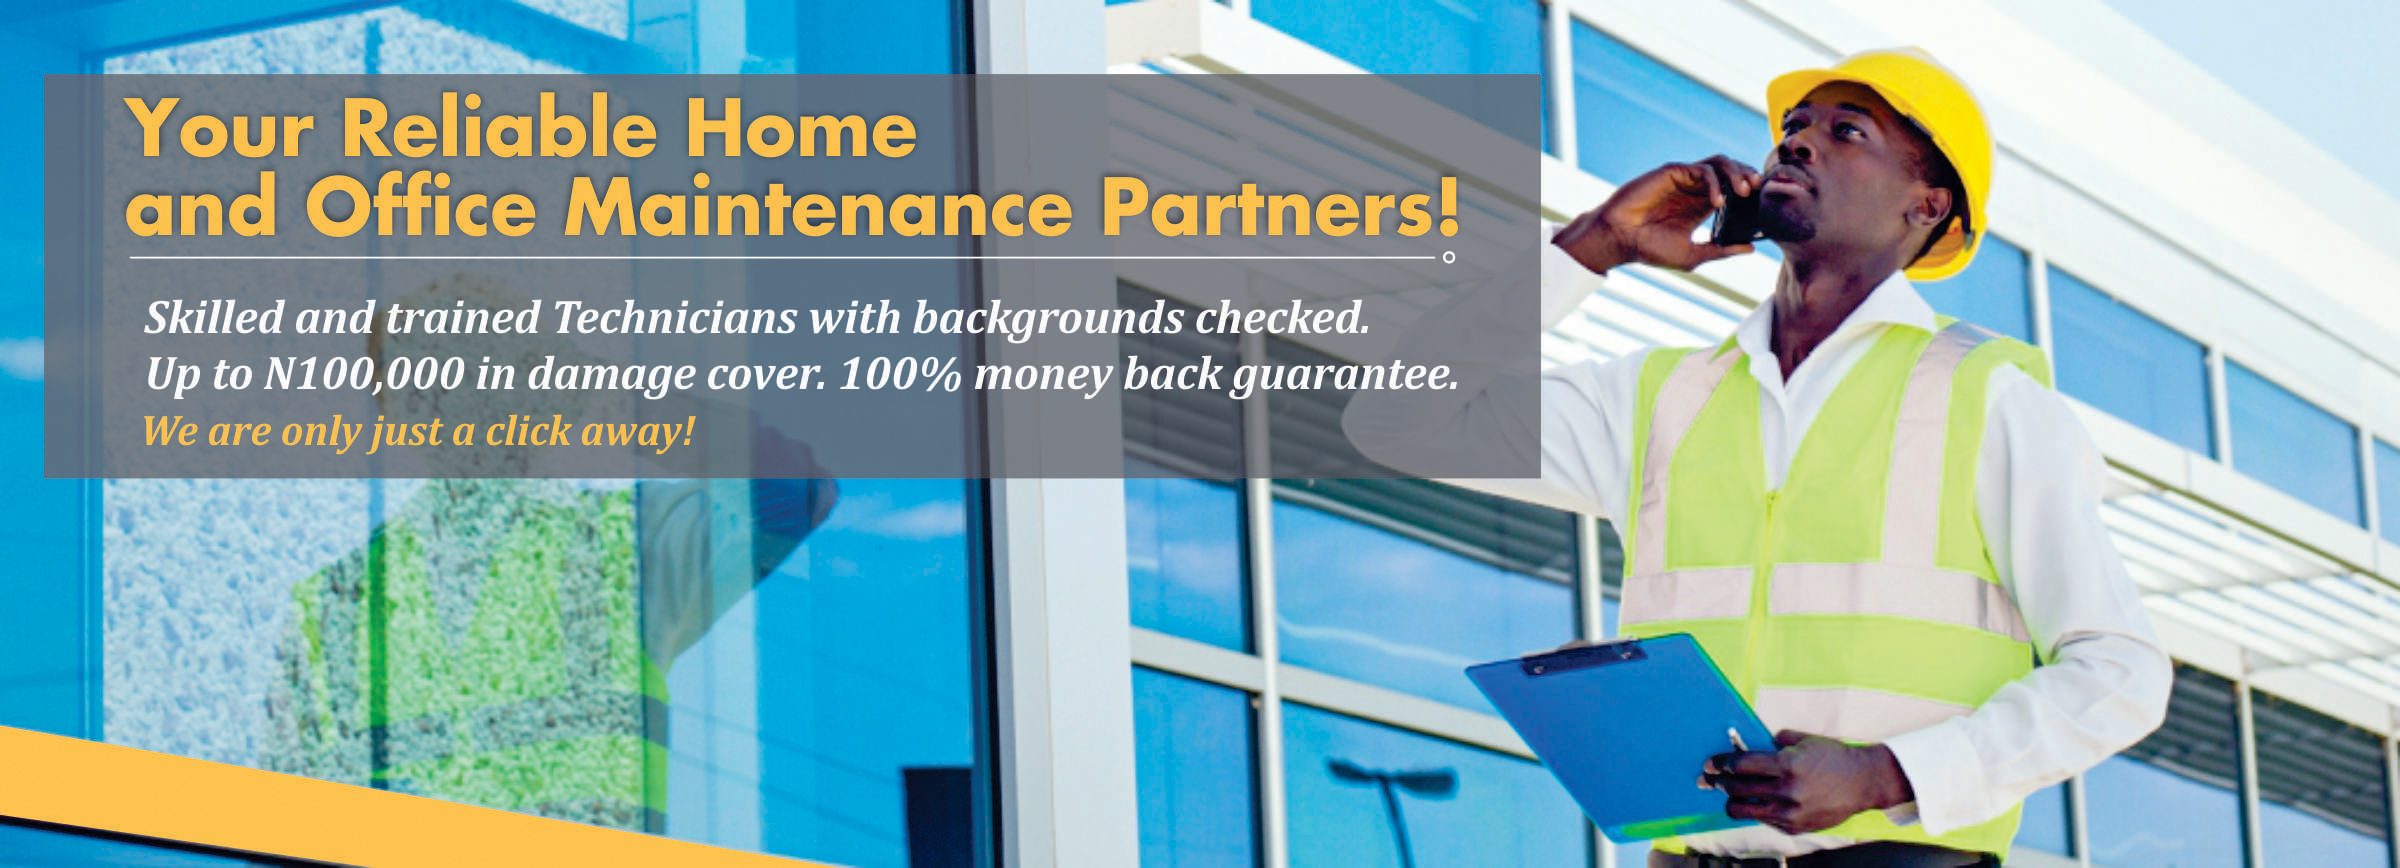 Your Reliable Home
and Office Maintenance Partners!
Skilled and trained Technicians with backgrounds checked.
Up to N100,000 in damage cover. 100% money back guarantee.
We are only just a click away!